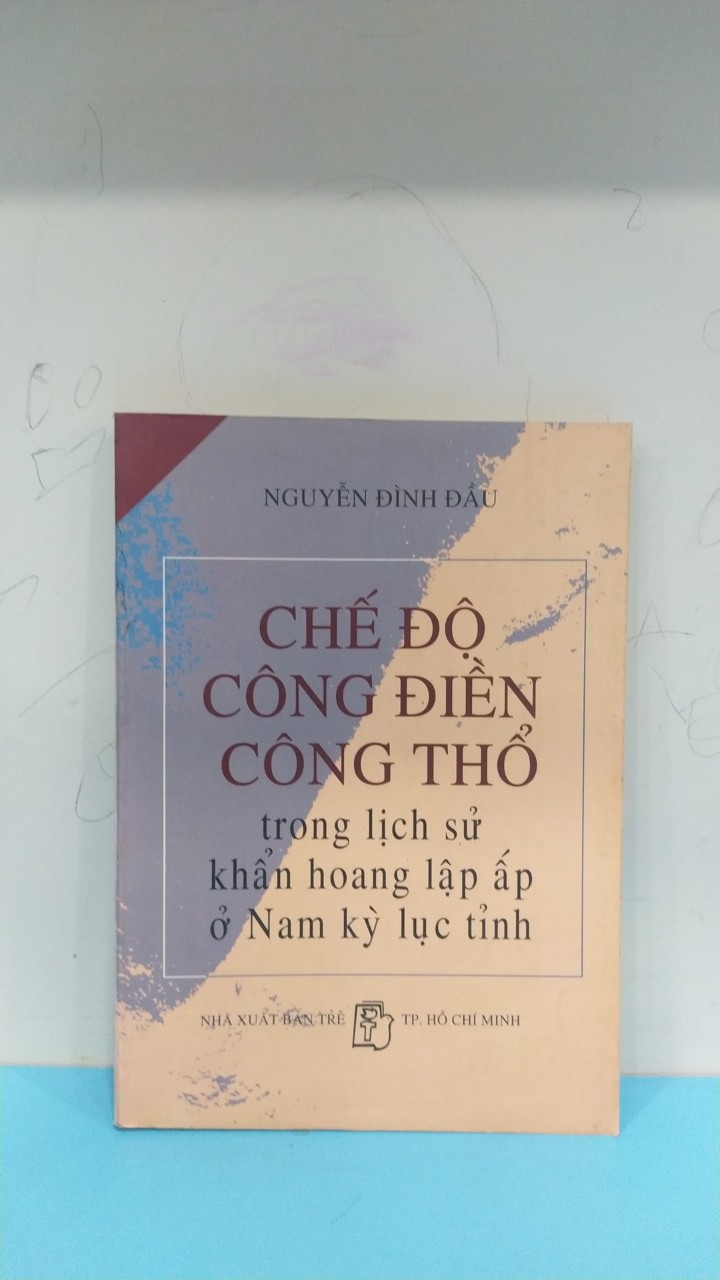 NGUYỄN ĐÌNH ĐẦU
CHẾ ĐỘ
CÔNG ĐIỀN
CÔNG THỔ
trong lịch sử
khẩn hoang lập ấp
ở Nam kỳ lục tỉnh
NHÀ XUẤT BẢN TRẺ TP. HỒ CHÍ MINH